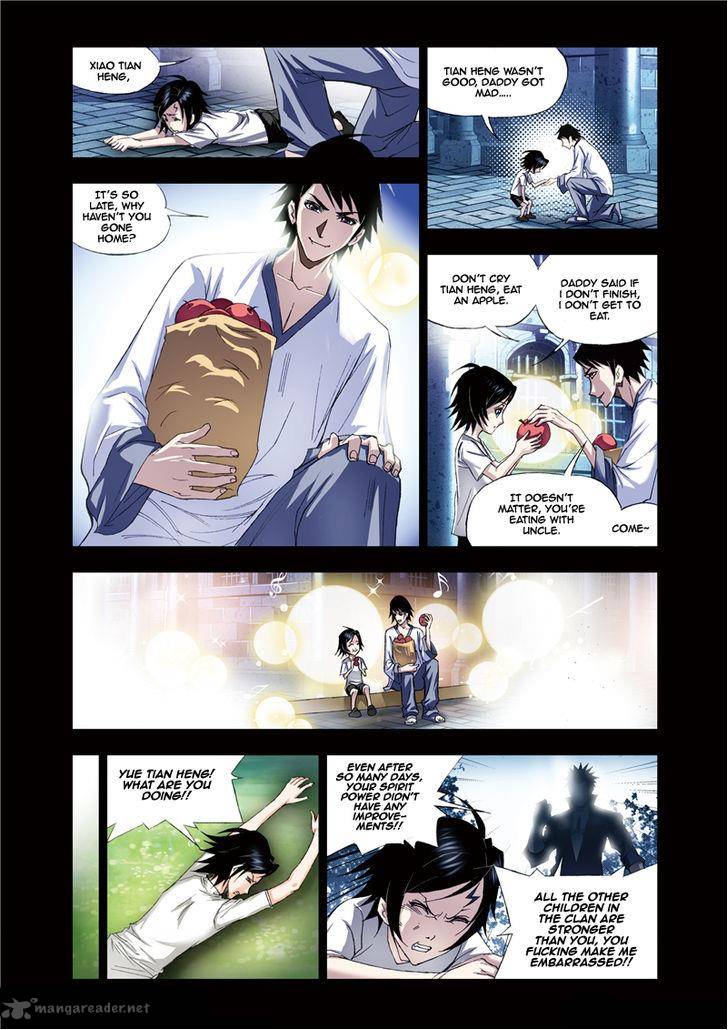 XIAO TIAN
HENG,
TIAN HENG WASN'T
GOOD, DADDY GOT
MAD.....
IT'S SO
LATE, WHY
HAVEN'T YOU
GONE
HOME?
DON'T CRY
TIAN HENG, EAT
AN APPLE.
DADDY SAID IF
I DON'T FINISH,
I DON'T GET TO
EAT.
IT DOESN'T
MATTER, YOU'RE
EATING WITH
UNCLE.
COME~
YUE TIAN HENG!
WHAT ARE YOU
DOING!!
EVEN AFTER
SO MANY DAYS,
YOUR SPIRIT
POWER DIDN'T
HAVE ANY
IMPROVE-
MENTS!!
ALL THE OTHER
CHILDREN IN
THE CLAN ARE
STRONGER
THAN YOU, YOU
FUCKING MAKE ME
EMBARRASSED!!
mangareader.net